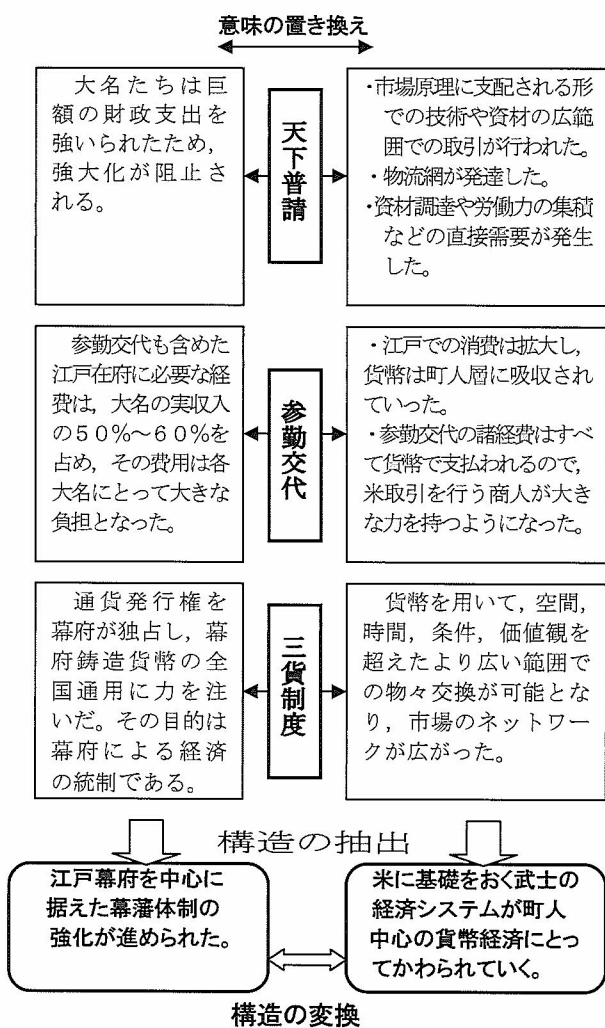 意味の置き換え
大名たちは巨
額の財政支出を
強いられたため，
強大化が阻止さ
れる。
天下普請
・市場原理に支配される形
での技術や資材の広範
囲での取引が行われた。
・物流網が発達した。
・資材調達や労働力の集積
などの直接需要が発生
した。
参勤交代も含めた
江戸在府に必要な経
費は，大名の実収入
の５０％～６０％を
占め，その費用は各
大名にとって大きな
負担となった。
参勤交代
・江戸での消費は拡大し，
貨幣は町人層に吸収され
ていった。
・参勤交代の諸経費はすべ
て貨幣で支払われるので，
米取引を行う商人が大き
な力を持つようになった。
通貨発行権を
幕府が独占し，幕
府鋳造貨幣の全
国通用に力を注
いだ。その目的は
幕府による経済
の統制である。
三貨制度
貨幣を用いて，空間，
時間，条件，価値観を
超えたより広い範囲で
の物々交換が可能とな
り，市場のネットワー
クが広がった。
構造の抽出
江戸幕府を中心に
据えた幕藩体制の
強化が進められた。
米に基礎をおく武士の
経済システムが町人
中心の貨幣経済にとっ
てかわられていく。
構造の変換